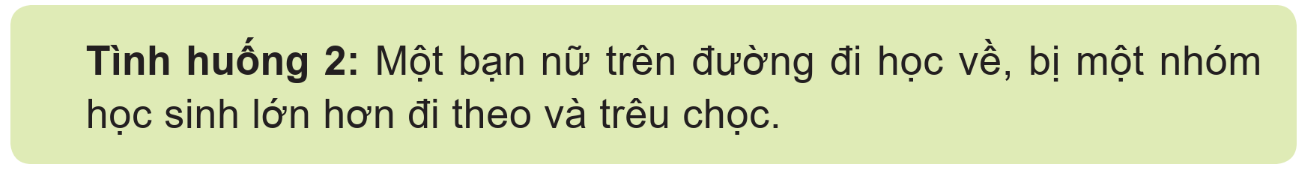 Tình huống 2: Một bạn nữ trên đường đi học về, bị một nhóm
học sinh lớn hơn đi theo và trêu chọc.